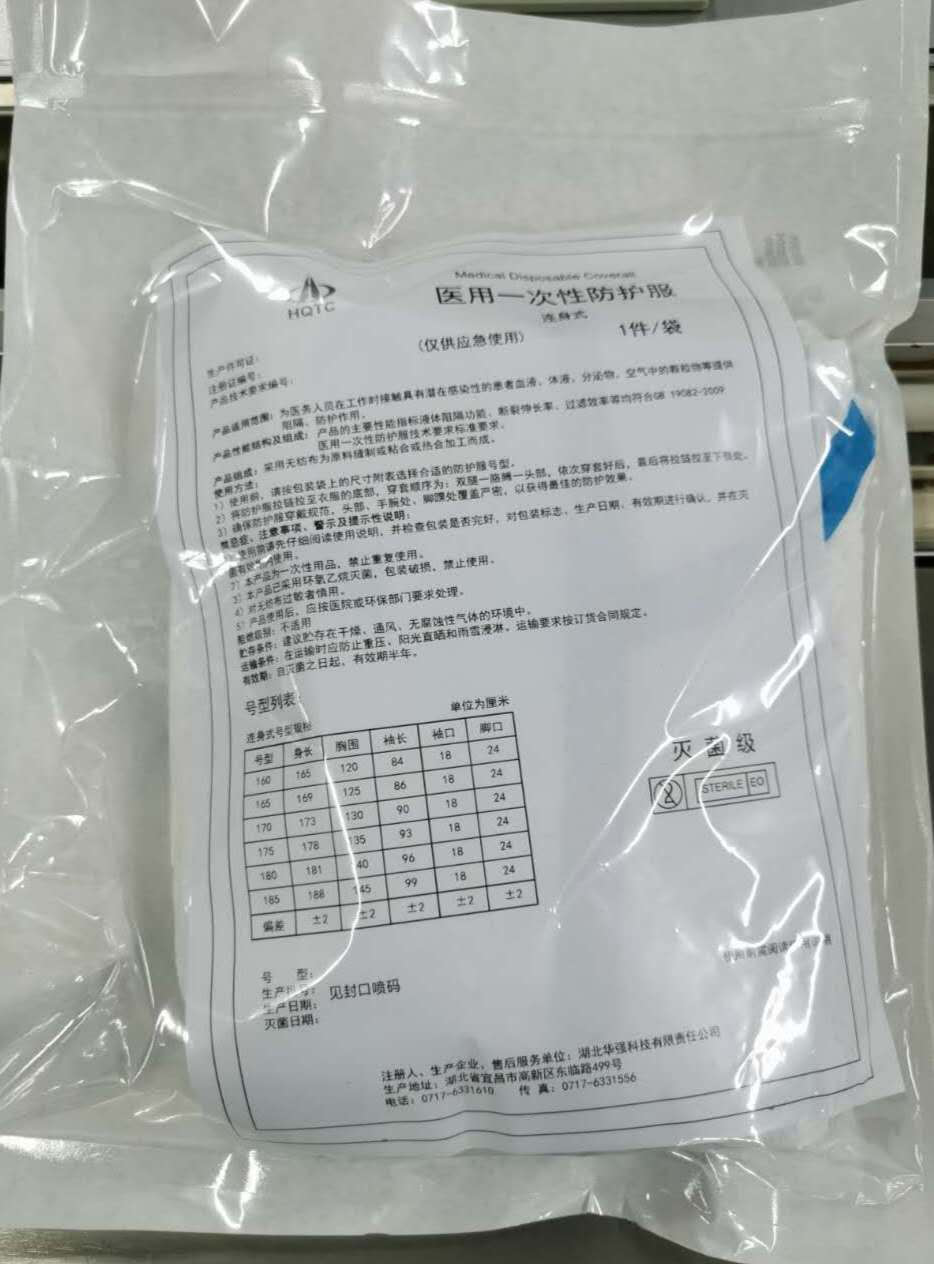 HQTC
Medical Disposable Coverall
医用一次性防护服
连身式
(仅供应急使用)
1件/袋
生产许可证:
注册证编号:
产品技术要求编号:
产品适用范围: 为医务人员在工作时接触具有潜在感染性的患者血液、体液、分泌物、空气中的颗粒物等提供
阻隔、防护作用。
产品性能结构及组成: 产品的主要性能指标液体阻隔功能、断裂伸长率、过滤效率等均符合GB 19082-2009
医用一次性防护服技术要求标准要求。
产品组成: 采用无纺布为原料缝制或粘合或热合加工而成。
使用方法:
1) 使用前, 请按包装袋上的尺寸附表选择合适的防护服号型。
2) 将防护服拉链拉至衣服的底部, 穿套顺序为: 双腿—胳膊—头部, 依次穿套好后, 最后将拉链拉至下颌处。
3) 确保防护服穿戴规范, 头部、手腕处、脚踝处覆盖严密, 以获得最佳的防护效果。
禁忌症、注意事项、警示及提示性说明:
使用前请先仔细阅读使用说明, 并检查包装是否完好, 对包装标志、生产日期、有效期进行确认, 并在灭
菌有效期内使用。
2) 本产品为一次性用品, 禁止重复使用。
3) 本产品已采用环氧乙烷灭菌, 包装破损, 禁止使用。
4) 对无纺布过敏者慎用。
5) 产品使用后, 应按医院或环保部门要求处理。
阻燃级别: 不适用
贮存条件: 建议贮存在干燥、通风、无腐蚀性气体的环境中。
运输条件: 在运输时应防止重压、阳光直晒和雨雪浸淋, 运输要求按订货合同规定。
有效期: 自灭菌之日起, 有效期半年。
号型列表:
连身式号型规格 单位为厘米
号型 身长 胸围 袖长 袖口 脚口
160 165 120 84 18 24
165 169 125 86 18 24
170 173 130 90 18 24
175 178 135 93 18 24
180 181 40 96 18 24
185 188 145 99 18 24
偏差 ±2 ±2 ±2 ±2 ±2
灭菌级
STERILE EO
号 型:
生产批号: 见封口喷码
生产日期:
灭菌日期:
注册人、生产企业、售后服务单位: 湖北华强科技有限责任公司
生产地址: 湖北省宜昌市高新区东临路499号
电话: 0717-6331610 传 真: 0717-6331556